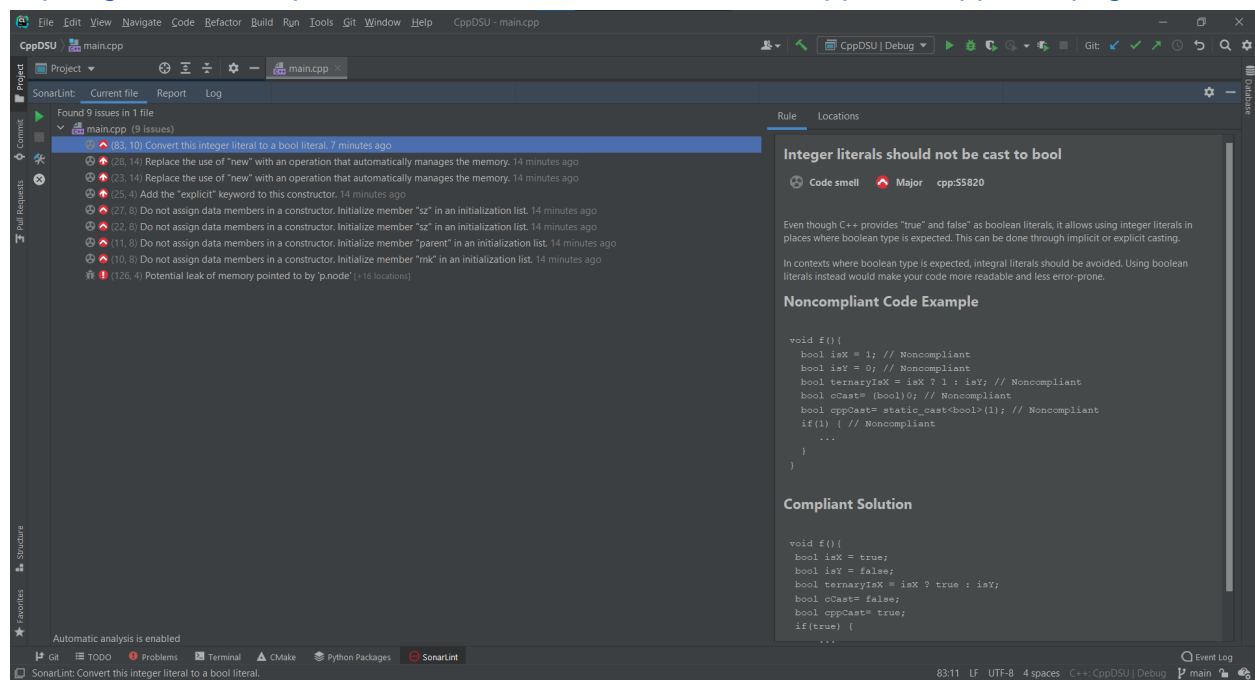 File Edit View Navigate Code Refactor Build Run Tools Git Window Help CppDSU - main.cpp
CppDSU main.cpp CppDSU | Debug Git:
Project main.cpp
SonarLint: Current file Report Log
Found 9 issues in 1 file
main.cpp (9 issues)
(83, 10) Convert this integer literal to a bool literal. 7 minutes ago
(28, 14) Replace the use of "new" with an operation that automatically manages the memory. 14 minutes ago
(23, 14) Replace the use of "new" with an operation that automatically manages the memory. 14 minutes ago
(25, 4) Add the "explicit" keyword to this constructor. 14 minutes ago
(27, 8) Do not assign data members in a constructor. Initialize member "sz" in an initialization list. 14 minutes ago
(22, 8) Do not assign data members in a constructor. Initialize member "sz" in an initialization list. 14 minutes ago
(11, 8) Do not assign data members in a constructor. Initialize member "parent" in an initialization list. 14 minutes ago
(10, 8) Do not assign data members in a constructor. Initialize member "rnk" in an initialization list. 14 minutes ago
(126, 4) Potential leak of memory pointed to by 'p.node' [+16 locations]
Automatic analysis is enabled
Rule Locations
Integer literals should not be cast to bool
Code smell Major cpp:S5820
Even though C++ provides "true" and false" as boolean literals, it allows using integer literals in
places where boolean type is expected. This can be done through implicit or explicit casting.
In contexts where boolean type is expected, integral literals should be avoided. Using boolean
literals instead would make your code more readable and less error-prone.
Noncompliant Code Example
void f(){
bool isX = 1; // Noncompliant
bool isY = 0; // Noncompliant
bool ternaryIsX = isX ? 1 : isY; // Noncompliant
bool cCast= (bool)0; // Noncompliant
bool cppCast= static_cast<bool>(1); // Noncompliant
if(1) { // Noncompliant
...
}
}
Compliant Solution
void f(){
bool isX = true;
bool isY = false;
bool ternaryIsX = isX ? true : isY;
bool cCast= false;
bool cppCast= true;
if(true) {
...
Project
Commit
Pull Requests
Structure
Favorites
Database
Git TODO Problems Terminal CMake Python Packages SonarLint Event Log
SonarLint: Convert this integer literal to a bool literal. 83:11 LF UTF-8 4 spaces C++: CppDSU | Debug main